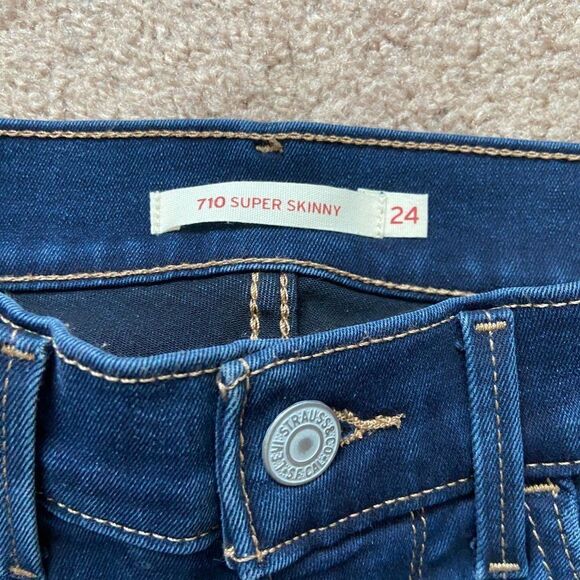 710 SUPER SKINNY
24
LEVI STRAUSS & CO
S.F. CAL